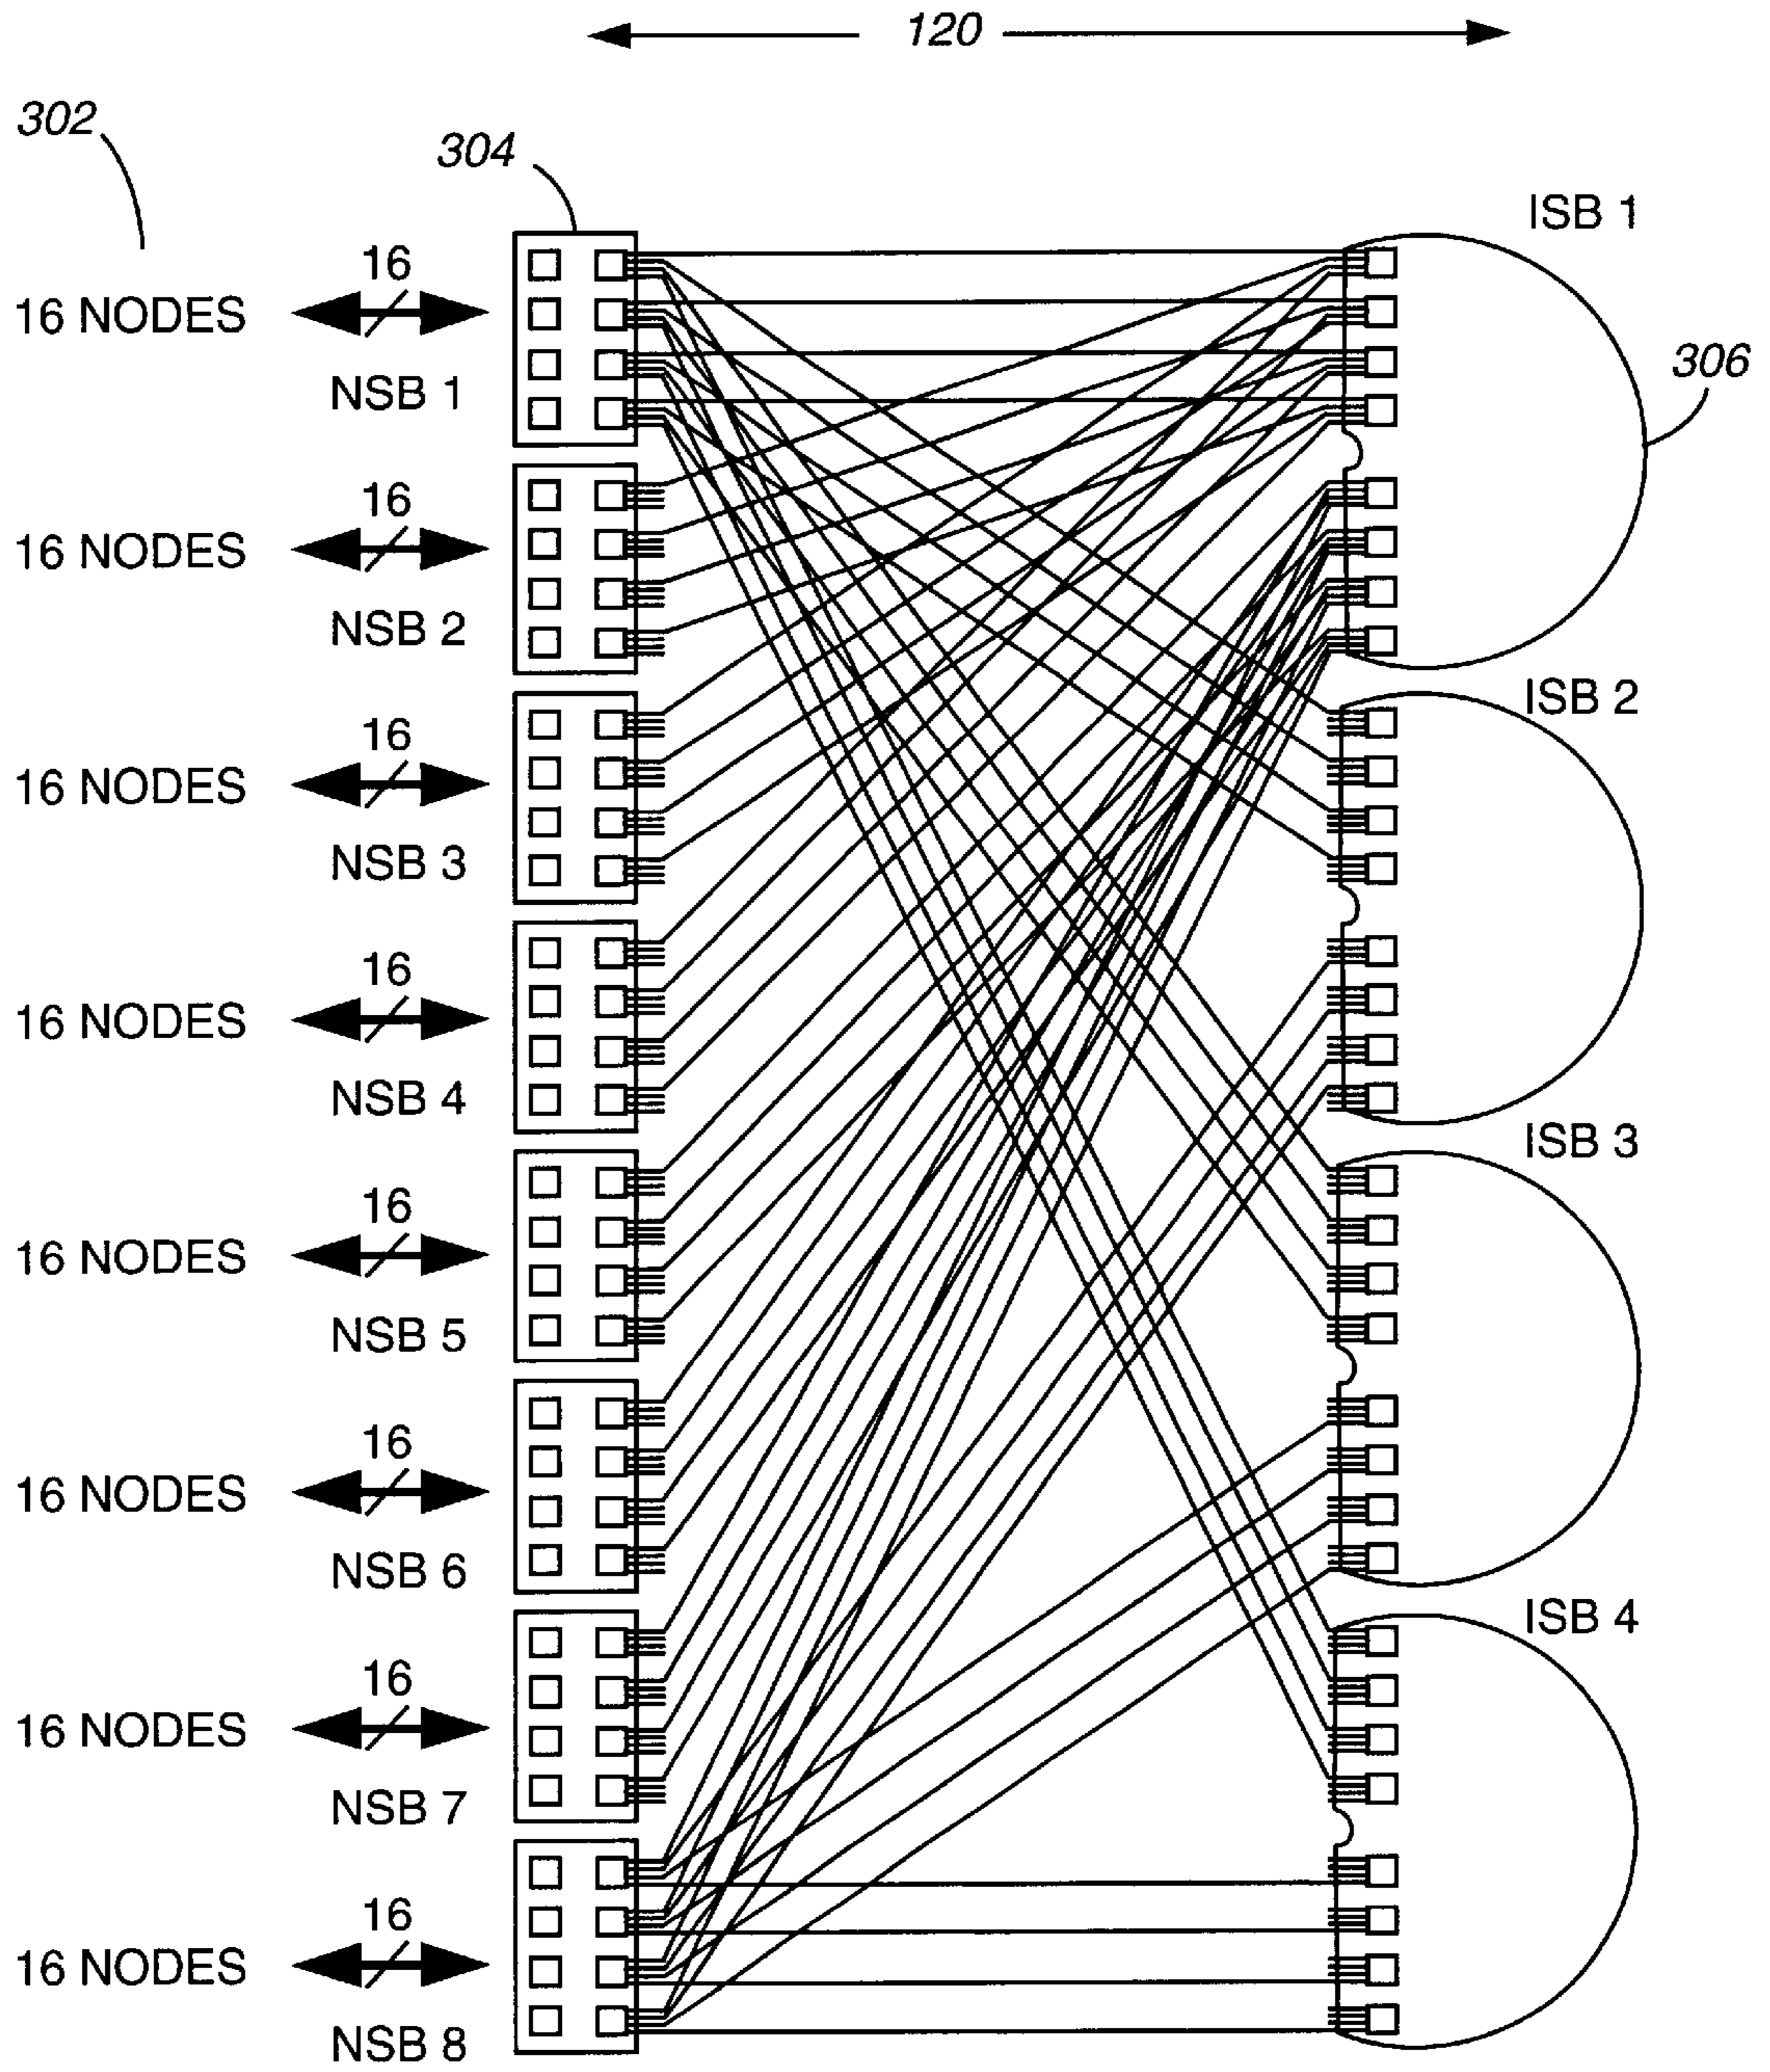 120
302
304
ISB 1
16
16 NODES
NSB 1
306
16
16 NODES
NSB 2
ISB 2
16
16 NODES
NSB 3
16
16 NODES
NSB 4
ISB 3
16
16 NODES
NSB 5
16
16 NODES
NSB 6
ISB 4
16
16 NODES
NSB 7
16
16 NODES
NSB 8